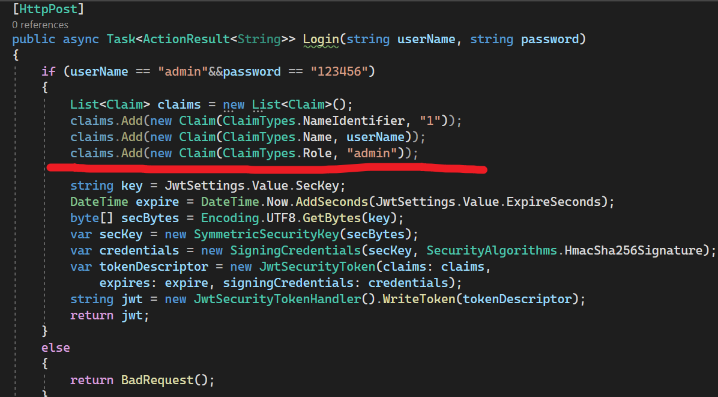 [HttpPost]
0 references
public async Task<ActionResult<String>> Login(string userName, string password)
{
if (userName == "admin"&&password == "123456")
{
List<Claim> claims = new List<Claim>();
claims.Add(new Claim(ClaimTypes.NameIdentifier, "1"));
claims.Add(new Claim(ClaimTypes.Name, userName));
claims.Add(new Claim(ClaimTypes.Role, "admin"));
string key = JwtSettings.Value.SecKey;
DateTime expire = DateTime.Now.AddSeconds(JwtSettings.Value.ExpireSeconds);
byte[] secBytes = Encoding.UTF8.GetBytes(key);
var secKey = new SymmetricSecurityKey(secBytes);
var credentials = new SigningCredentials(secKey, SecurityAlgorithms.HmacSha256Signature);
var tokenDescriptor = new JwtSecurityToken(claims: claims,
expires: expire, signingCredentials: credentials);
string jwt = new JwtSecurityTokenHandler().WriteToken(tokenDescriptor);
return jwt;
}
else
{
return BadRequest();
}